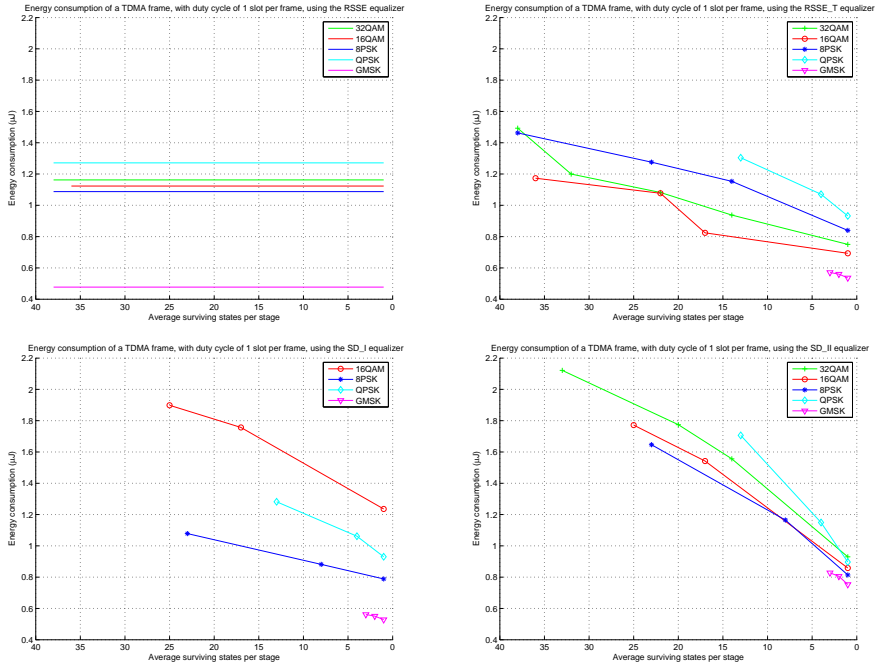 Energy consumption of a TDMA frame, with duty cycle of 1 slot per frame, using the RSSE equalizer
2.2
2
1.8
1.6
1.4
1.2
1
0.8
0.6
0.4
Energy consumption (µJ)
40 35 30 25 20 15 10 5 0
Average surviving states per stage
32QAM
16QAM
8PSK
QPSK
GMSK
Energy consumption of a TDMA frame, with duty cycle of 1 slot per frame, using the RSSE_T equalizer
2.2
2
1.8
1.6
1.4
1.2
1
0.8
0.6
0.4
Energy consumption (µJ)
40 35 30 25 20 15 10 5 0
Average surviving states per stage
32QAM
16QAM
8PSK
QPSK
GMSK
Energy consumption of a TDMA frame, with duty cycle of 1 slot per frame, using the SD_I equalizer
2.2
2
1.8
1.6
1.4
1.2
1
0.8
0.6
0.4
Energy consumption (µJ)
40 35 30 25 20 15 10 5 0
Average surviving states per stage
16QAM
8PSK
QPSK
GMSK
Energy consumption of a TDMA frame, with duty cycle of 1 slot per frame, using the SD_II equalizer
2.2
2
1.8
1.6
1.4
1.2
1
0.8
0.6
0.4
Energy consumption (µJ)
40 35 30 25 20 15 10 5 0
Average surviving states per stage
32QAM
16QAM
8PSK
QPSK
GMSK